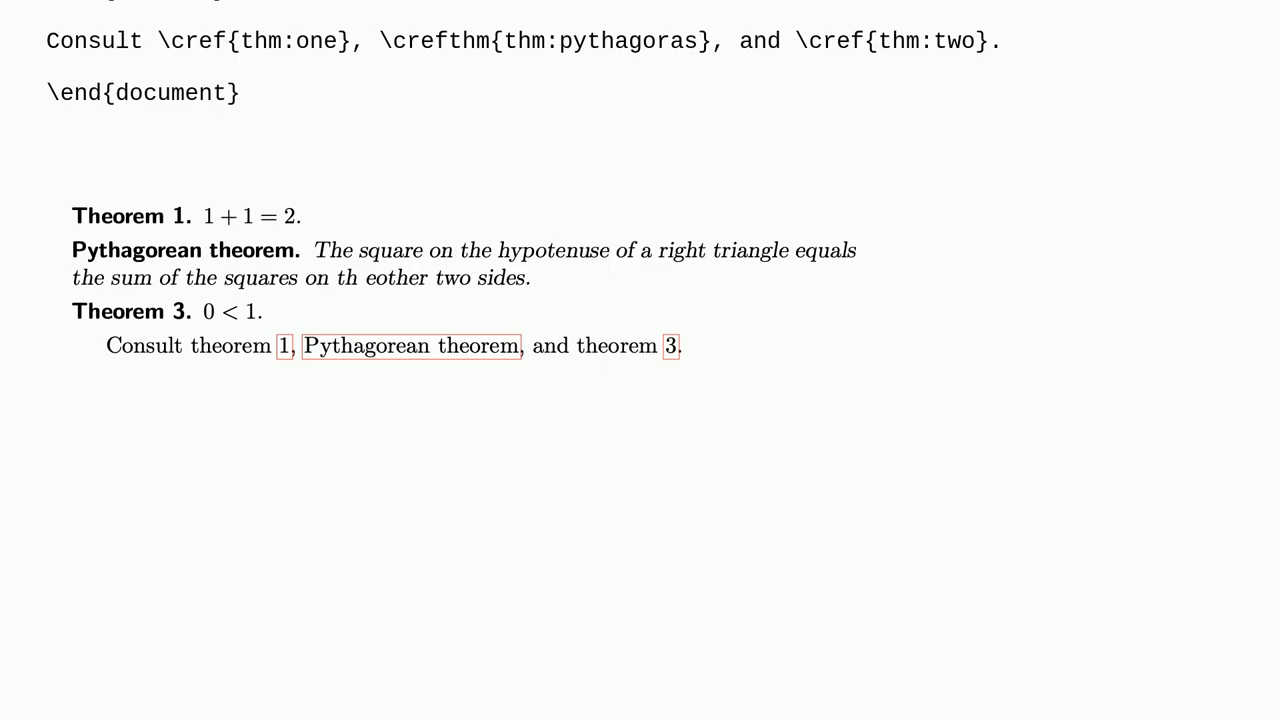 Consult \cref{thm:one}, \crefthm{thm:pythagoras}, and \cref{thm:two}.
\end{document}
Theorem 1. 1 + 1 = 2.
Pythagorean theorem. The square on the hypotenuse of a right triangle equals
the sum of the squares on th eother two sides.
Theorem 3. 0 < 1.
Consult theorem 1, Pythagorean theorem, and theorem 3.